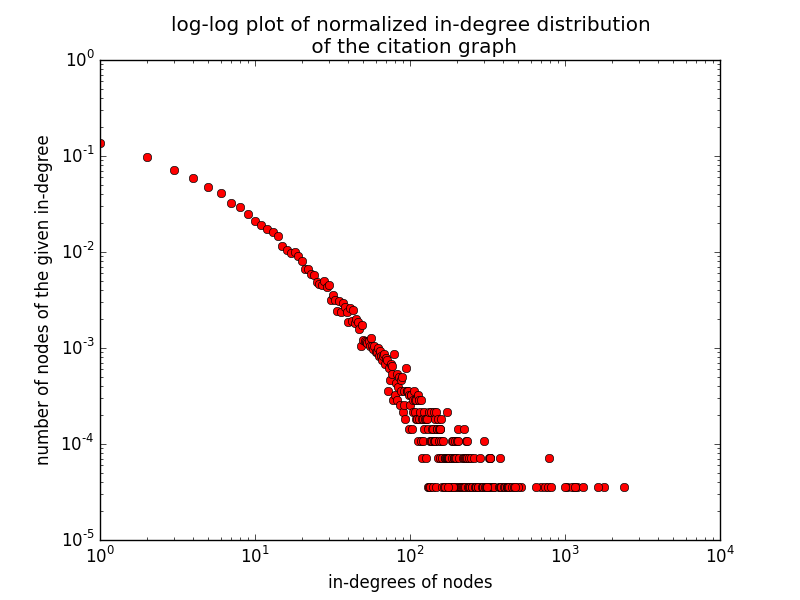 log-log plot of normalized in-degree distribution
of the citation graph
number of nodes of the given in-degree
10^0
10^-1
10^-2
10^-3
10^-4
10^-5
10^0 10^1 10^2 10^3 10^4
in-degrees of nodes